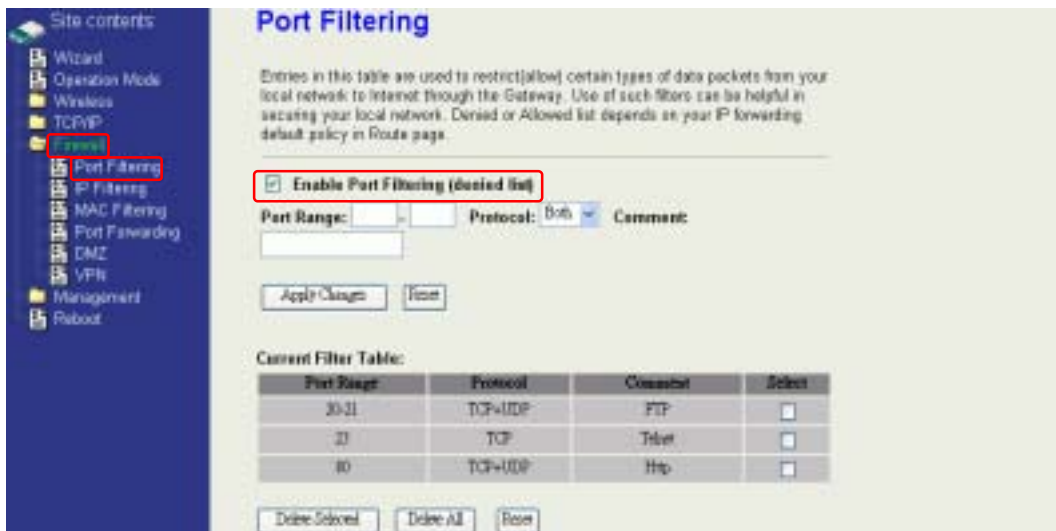 Site contents:
Wizard
Operation Mode
Wireless
TCP/IP
Firewall
Port Filtering
IP Filtering
MAC Filtering
Port Forwarding
DMZ
VPN
Management
Reboot
Port Filtering
Entries in this table are used to restrict(allow) certain types of data packets from your
local network to Internet through the Gateway. Use of such filters can be helpful in
securing your local network. Denied or Allowed list depends on your IP forwarding
default policy in Route page.
Enable Port Filtering (denied list)
Port Range: - Protocol: Both Comment:
Apply Changes Reset
Current Filter Table:
Port Range Protocol Comment Select
20-21 TCP+UDP FTP
23 TCP Telnet
80 TCP+UDP Http
Delete Selected Delete All Reset